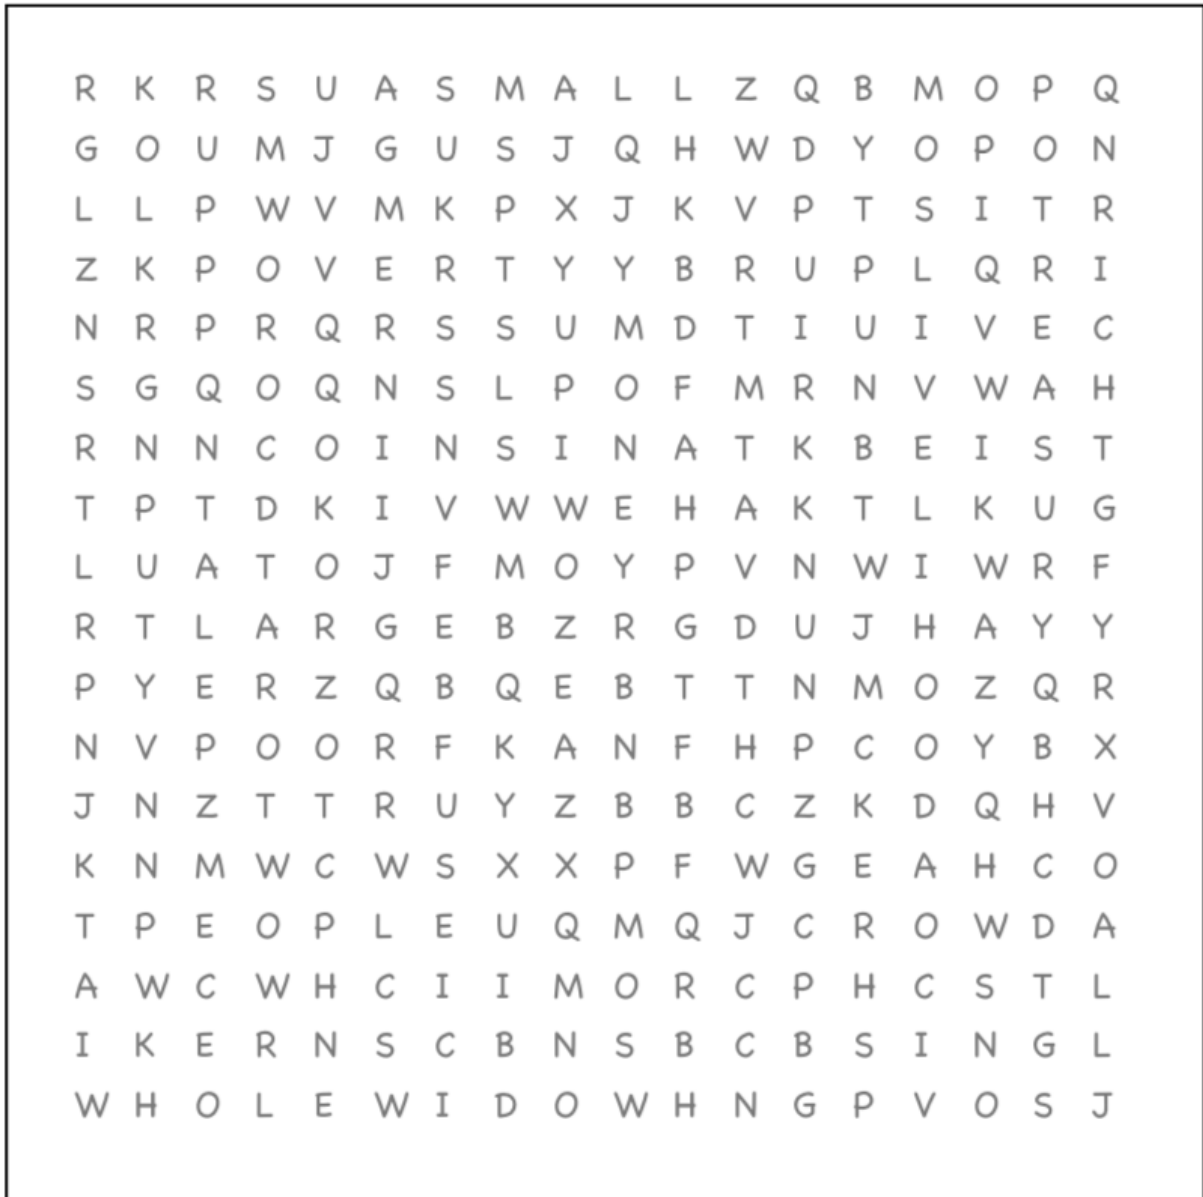 R K R S U A S M A L L Z Q B M O P Q
G O U M J G U S J Q H W D Y O P O N
L L P W V M K P X J K V P T S I T R
Z K P O V E R T Y Y B R U P L Q R I
N R P R Q R S S U M D T I U I V E C
S G Q O Q N S L P O F M R N V W A H
R N N C O I N S I N A T K B E I S T
T P T D K I V W W E H A K T L K U G
L U A T O J F M O Y P V N W I W R F
R T L A R G E B Z R G D U J H A Y Y
P Y E R Z Q B Q E B T T N M O Z Q R
N V P O O R F K A N F H P C O Y B X
J N Z T T R U Y Z B B C Z K D Q H V
K N M W C W S X X P F W G E A H C O
T P E O P L E U Q M Q J C R O W D A
A W C W H C I I M O R C P H C S T L
I K E R N S C B N S B C B S I N G L
W H O L E W I D O W H N G P V O S J